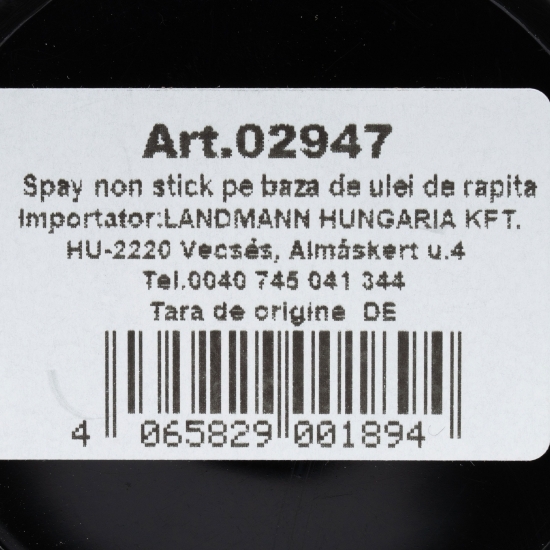 Art.02947
Spay non stick pe baza de ulei de rapita
Importator:LANDMANN HUNGARIA KFT.
HU-2220 Vecsés, Almáskert u.4
Tel.0040 745 041 344
Tara de origine DE
4 065829 001894